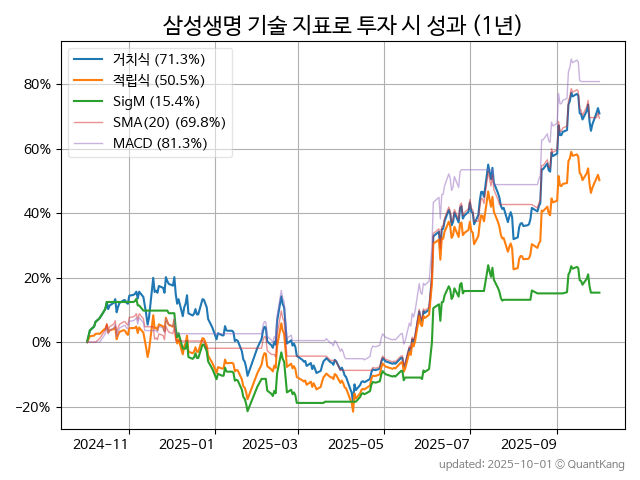 삼성생명 기술 지표로 투자 시 성과 (1년)
거치식 (71.3%)
적립식 (50.5%)
SigM (15.4%)
SMA(20) (69.8%)
MACD (81.3%)
80%
60%
40%
20%
0%
−20%
2024−11 2025−01 2025−03 2025−05 2025−07 2025−09
updated: 2025-10-01 © QuantKang